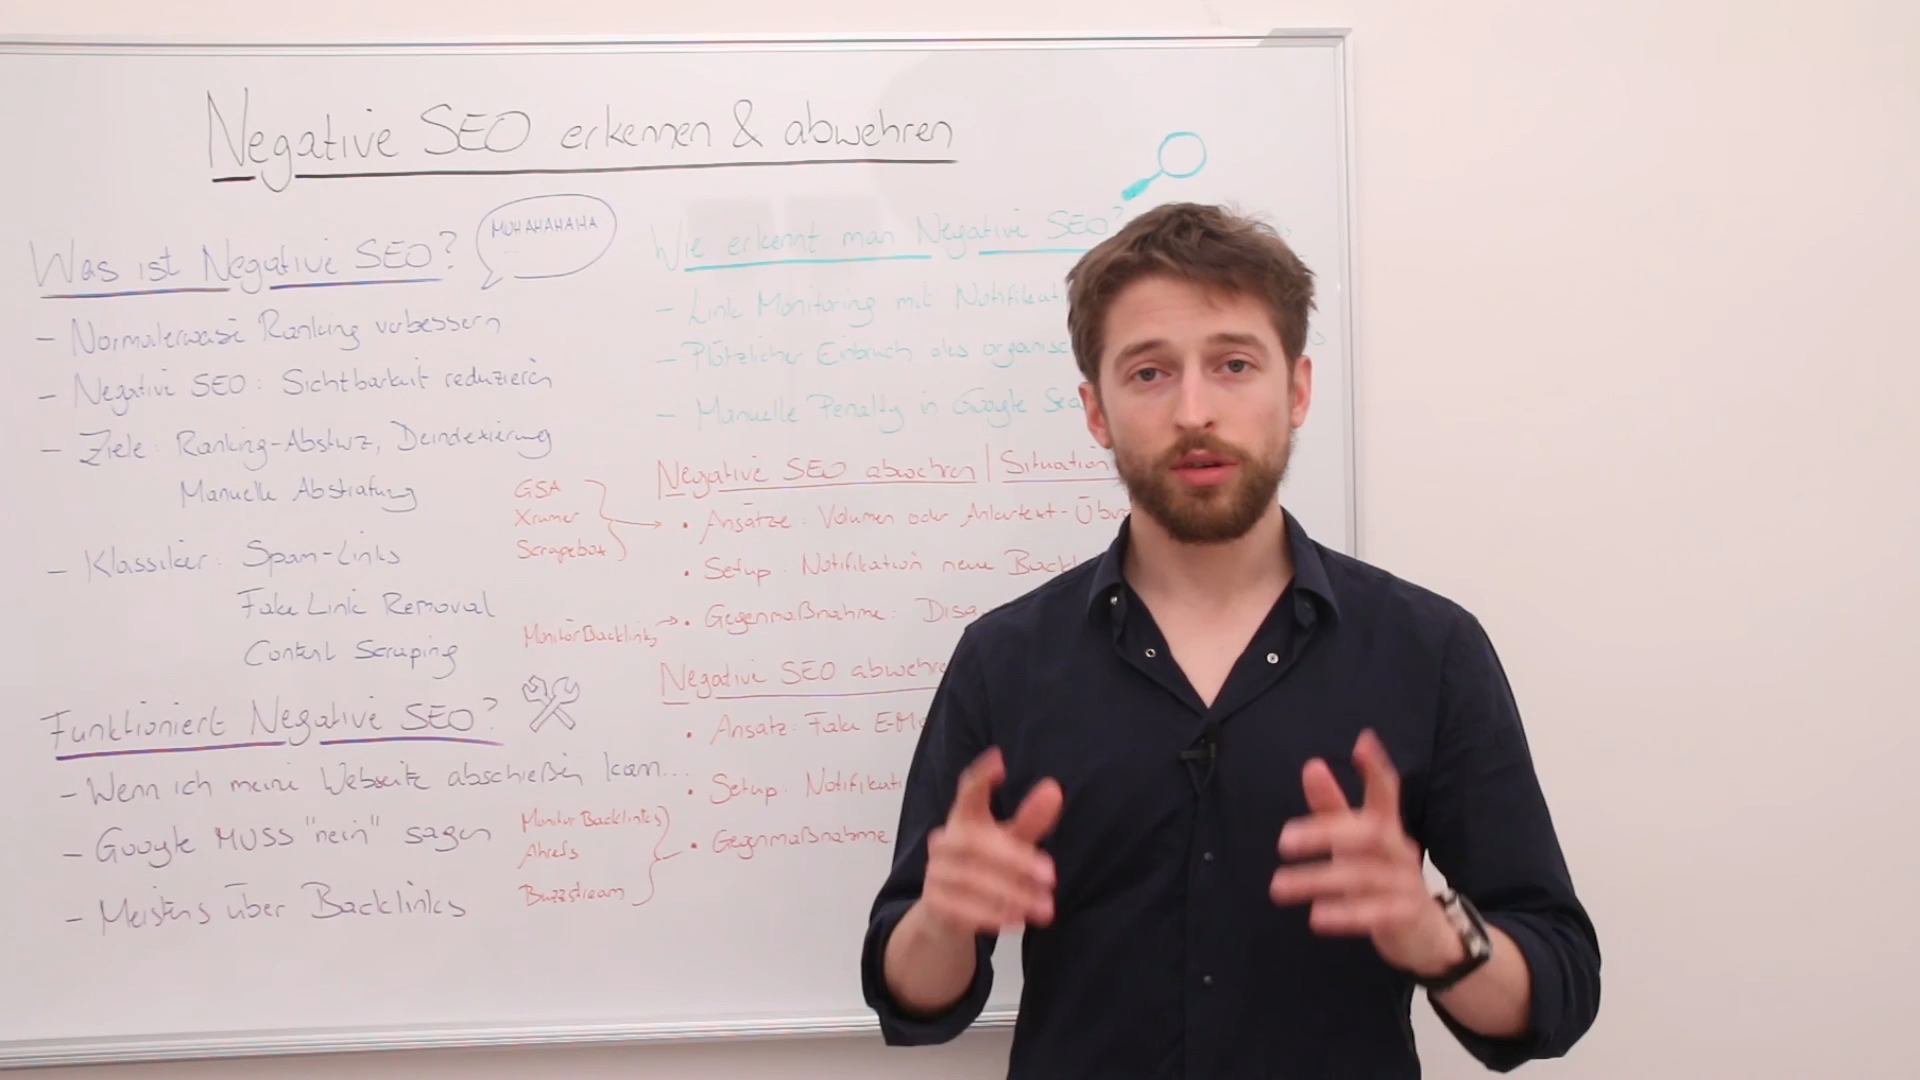 Negative SEO erkennen & abwehren
Was ist Negative SEO?
MUHAHAHAHA
- Normalerweise Ranking verbessern
- Negative SEO: Sichtbarkeit reduzieren
- Ziele: Ranking-Absturz, Deindexierung
Manuelle Abstrafung
- Klassiker: Spam-Links
Fake Link Removal
Content Scraping
Funktioniert Negative SEO?
- Wenn ich meine Webseite abschießen kann...
- Google MUSS "nein" sagen
- Meistens über Backlinks
Wie erkennt man Negative SEO?
- Link Monitoring mit
- Plötzlicher Einbruch des
- Manuelle Penalty in Google
Negative SEO abwehren | Situation
GSA
Xrumer
Scrapebox
• Ansätze: Volumen oder Ankertext-
• Setup: Notifikation neue
MonitorBacklinks
• Gegenmaßnahme:
Negative SEO
• Ansatz: Fake
• Setup:
Monitor Backlinks
Ahrefs
Buzzstream
• Gegenmaßnahme